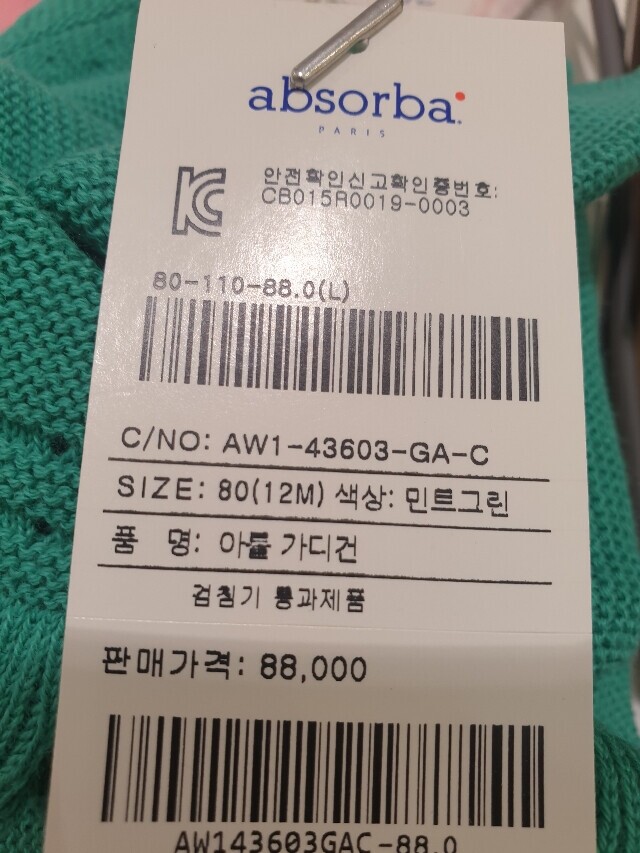 absorba.
PARIS
안전확인신고확인증번호:
CB015R0019-0003
80-110-88.0(L)
C/NO: AW1-43603-GA-C
SIZE: 80(12M) 색상: 민트그린
품 명: 아틀 가디건
검침기 통과제품
판매가격: 88,000
AW143603GAC-88.0